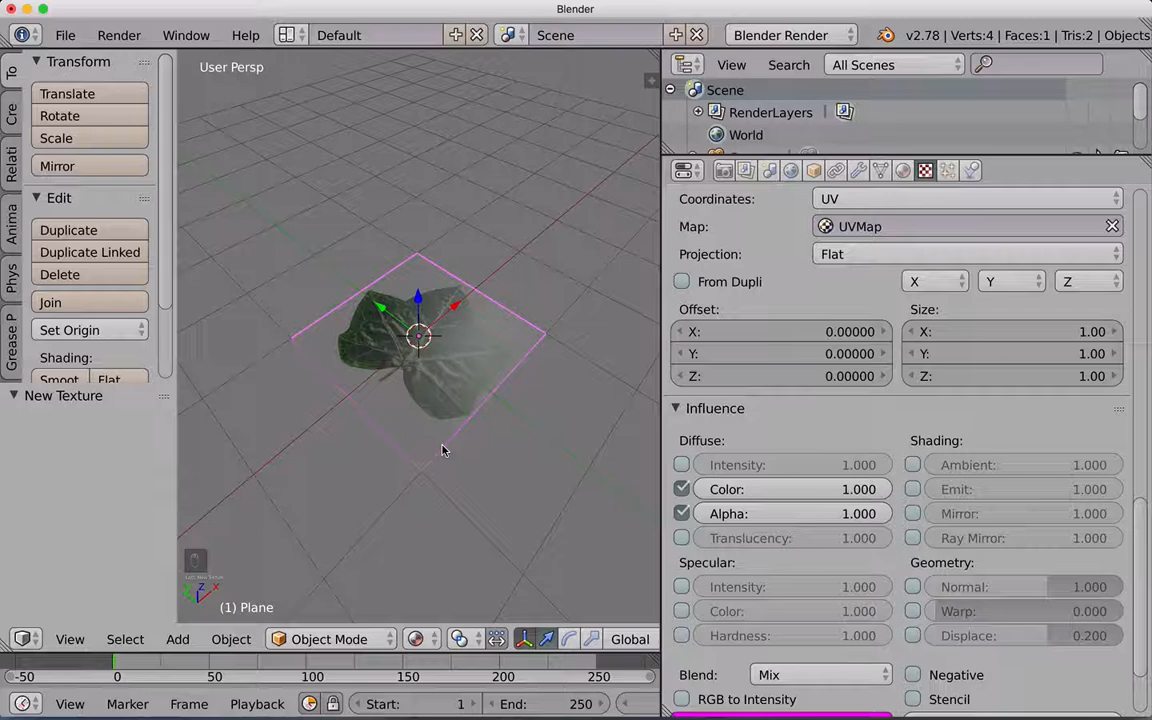 Blender
File Render Window Help Default Scene Blender Render v2.78 | Verts:4 | Faces:1 | Tris:2 | Objects
View Search All Scenes
Scene
RenderLayers
World
To
Cre
Relati
Anima
Phys
Grease P
Transform
Translate
Rotate
Scale
Mirror
Edit
Duplicate
Duplicate Linked
Delete
Join
Set Origin
Shading:
Smoot Flat
New Texture
User Persp
(1) Plane
Coordinates: UV
Map: UVMap
Projection: Flat
From Dupli X Y Z
Offset: Size:
X: 0.00000 X: 1.00
Y: 0.00000 Y: 1.00
Z: 0.00000 Z: 1.00
Influence
Diffuse: Shading:
Intensity: 1.000 Ambient: 1.000
Color: 1.000 Emit: 1.000
Alpha: 1.000 Mirror: 1.000
Translucency: 1.000 Ray Mirror: 1.000
Specular: Geometry:
Intensity: 1.000 Normal: 1.000
Color: 1.000 Warp: 0.000
Hardness: 1.000 Displace: 0.200
Blend: Mix Negative
RGB to Intensity Stencil
View Select Add Object Object Mode Global
-50 0 50 100 150 200 250
View Marker Frame Playback Start: 1 End: 250